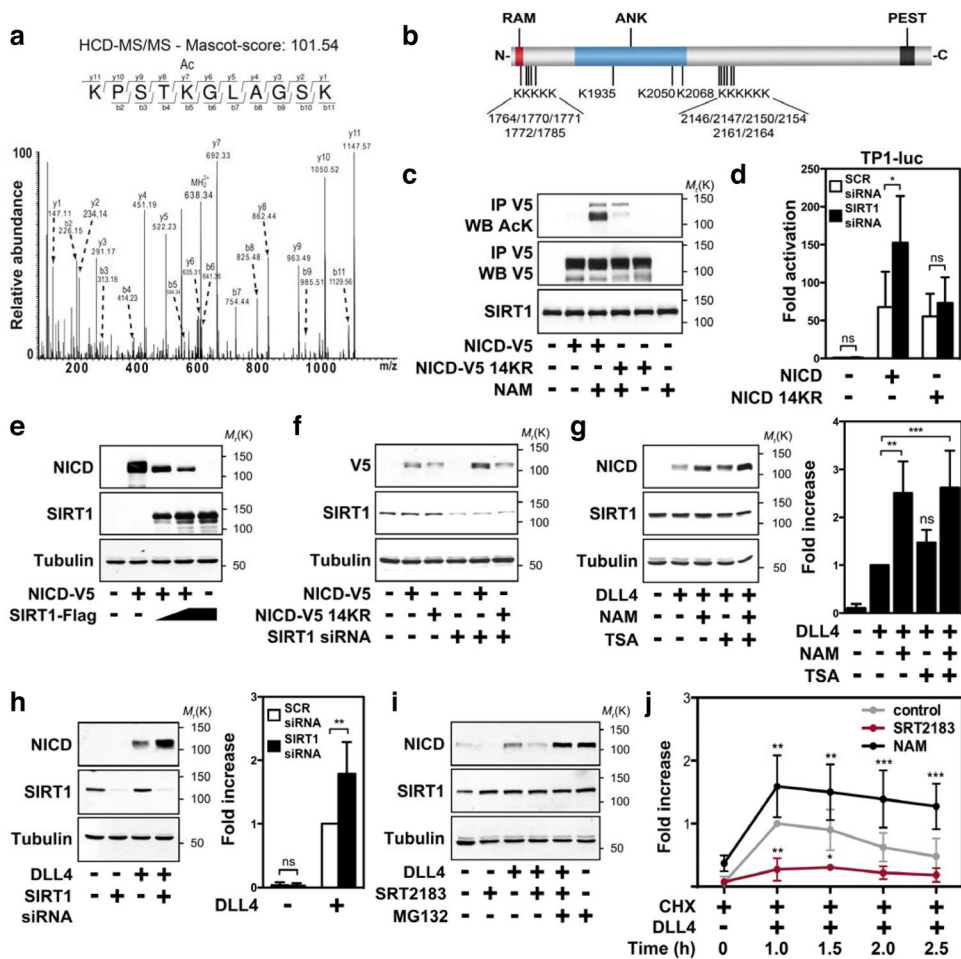 a
HCD-MS/MS - Mascot-score: 101.54
Ac
y11 y10 y9 y8 y7 y6 y5 y4 y3 y2 y1
K P S T K G L A G S K
b2 b3 b4 b5 b6 b7 b8 b9 b10 b11
Relative abundance
100
0
y1
147.11
b2
226.15
y2
234.14
y3
291.17
b3
313.18
b4
414.23
y4
451.19
y5
522.23
b5
y6
635.31
MH2 2+
638.34
b6
641.36
y7
692.33
b7
754.44
b8
825.48
y8
862.44
y9
963.49
b9
985.51
y10
1050.52
b11
1129.56
y11
1147.57
200 400 600 800 1000 m/z
b
RAM ANK PEST
N- -C
KKKKK K1935 K2050 K2068 KKKKKK
1764/1770/1771
1772/1785
2146/2147/2150/2154
2161/2164
c
Mr(K)
IP V5
WB AcK
150
100
IP V5
WB V5
150
100
SIRT1
150
100
NICD-V5 - + + - - -
NICD-V5 14KR - - - + + -
NAM - - + + - +
d
TP1-luc
SCR siRNA
SIRT1 siRNA
Fold activation
250
200
150
100
50
0
ns * ns
NICD - + -
NICD 14KR - - +
e
Mr(K)
NICD
150
100
SIRT1
150
100
Tubulin
50
NICD-V5 - + + + -
SIRT1-Flag - -
f
Mr(K)
V5
150
100
SIRT1
150
100
Tubulin
50
NICD-V5 - + - - + -
NICD-V5 14KR - - + - - +
SIRT1 siRNA - - - + + +
g
Mr(K)
NICD
150
100
SIRT1
150
100
Tubulin
50
DLL4 - + + + +
NAM - - + - +
TSA - - - + +
Fold increase
4
2
0
** *** ns
DLL4 - + + + +
NAM - - + - +
TSA - - - + +
h
Mr(K)
NICD
150
100
SIRT1
150
100
Tubulin
50
DLL4 - - + +
SIRT1 siRNA - + - +
SCR siRNA
SIRT1 siRNA
Fold increase
3
2
1
0
ns **
DLL4 - +
i
Mr(K)
NICD
150
100
SIRT1
150
100
Tubulin
50
DLL4 - - + + + +
SRT2183 - + - + + -
MG132 - - - - + +
j
control
SRT2183
NAM
Fold increase
3
2
1
0
** ** *** ***
** *
CHX + + + + +
DLL4 - + + + +
Time (h) 0 1.0 1.5 2.0 2.5